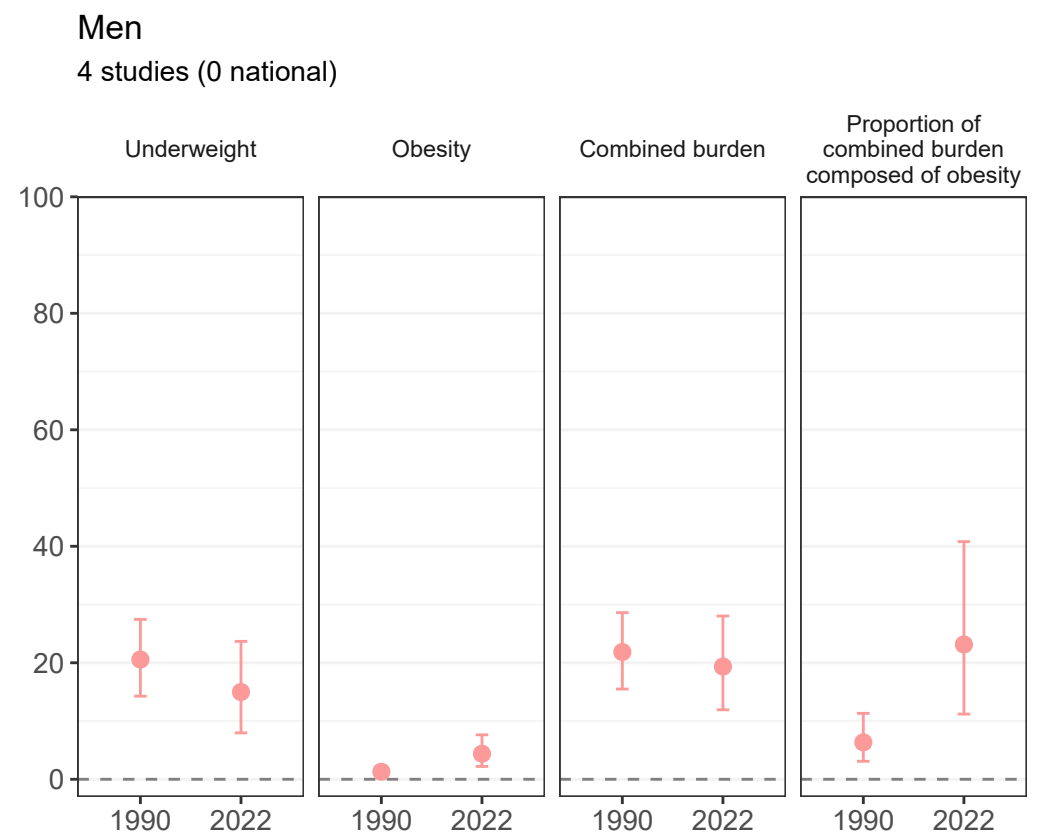 Men
4 studies (0 national)
Underweight
Obesity
Combined burden
Proportion of
combined burden
composed of obesity
100
80
60
40
20
0
1990 2022
1990 2022
1990 2022
1990 2022